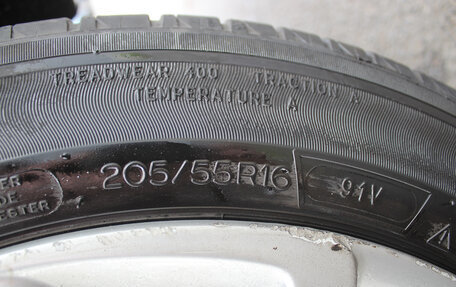 TREADWEAR 400 TRACTION A
TEMPERATURE A
205/55R16 91V